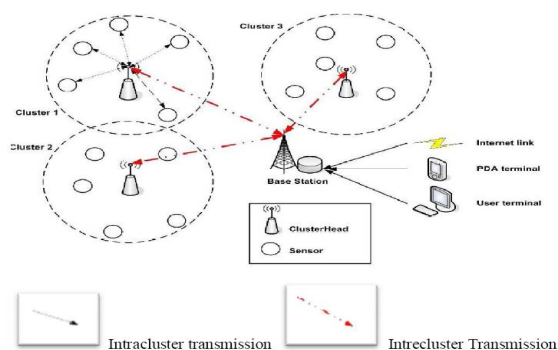 Cluster 3
Cluster 1
Cluster 2
Base Station
Internet link
PDA terminal
User terminal
ClusterHead
Sensor
Intracluster transmission
Intrecluster Transmission